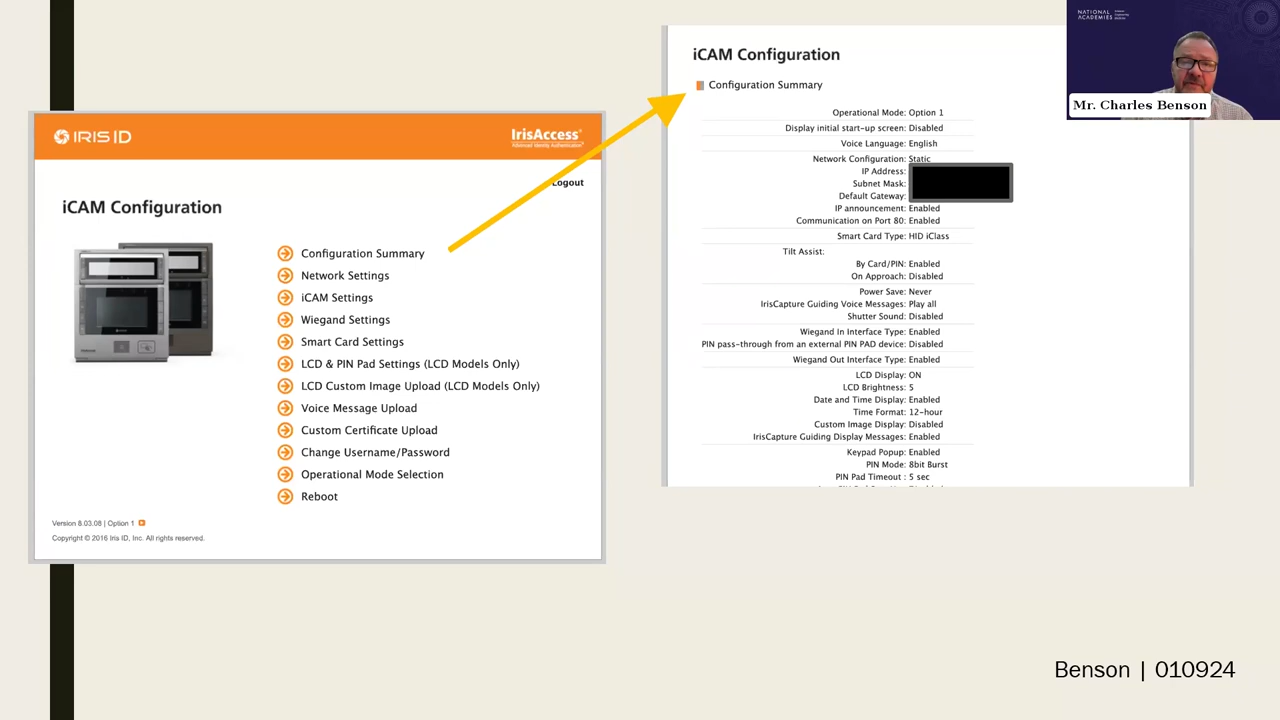 IRIS ID
IrisAccess®
Advanced Identity Authentication
Logout
iCAM Configuration
Configuration Summary
Network Settings
iCAM Settings
Wiegand Settings
Smart Card Settings
LCD & PIN Pad Settings (LCD Models Only)
LCD Custom Image Upload (LCD Models Only)
Voice Message Upload
Custom Certificate Upload
Change Username/Password
Operational Mode Selection
Reboot
Version 8.03.08 | Option 1
Copyright © 2016 Iris ID, Inc. All rights reserved.
iCAM Configuration
Configuration Summary
Operational Mode: Option 1
Display initial start-up screen: Disabled
Voice Language: English
Network Configuration: Static
IP Address:
Subnet Mask:
Default Gateway:
IP announcement: Enabled
Communication on Port 80: Enabled
Smart Card Type: HID iClass
Tilt Assist:
By Card/PIN: Enabled
On Approach: Disabled
Power Save: Never
IrisCapture Guiding Voice Messages: Play all
Shutter Sound: Disabled
Wiegand In Interface Type: Enabled
PIN pass-through from an external PIN PAD device: Disabled
Wiegand Out Interface Type: Enabled
LCD Display: ON
LCD Brightness: 5
Date and Time Display: Enabled
Time Format: 12-hour
Custom Image Display: Disabled
IrisCapture Guiding Display Messages: Enabled
Keypad Popup: Enabled
PIN Mode: 8bit Burst
PIN Pad Timeout : 5 sec
NATIONAL
ACADEMIES
Mr. Charles Benson
Benson | 010924